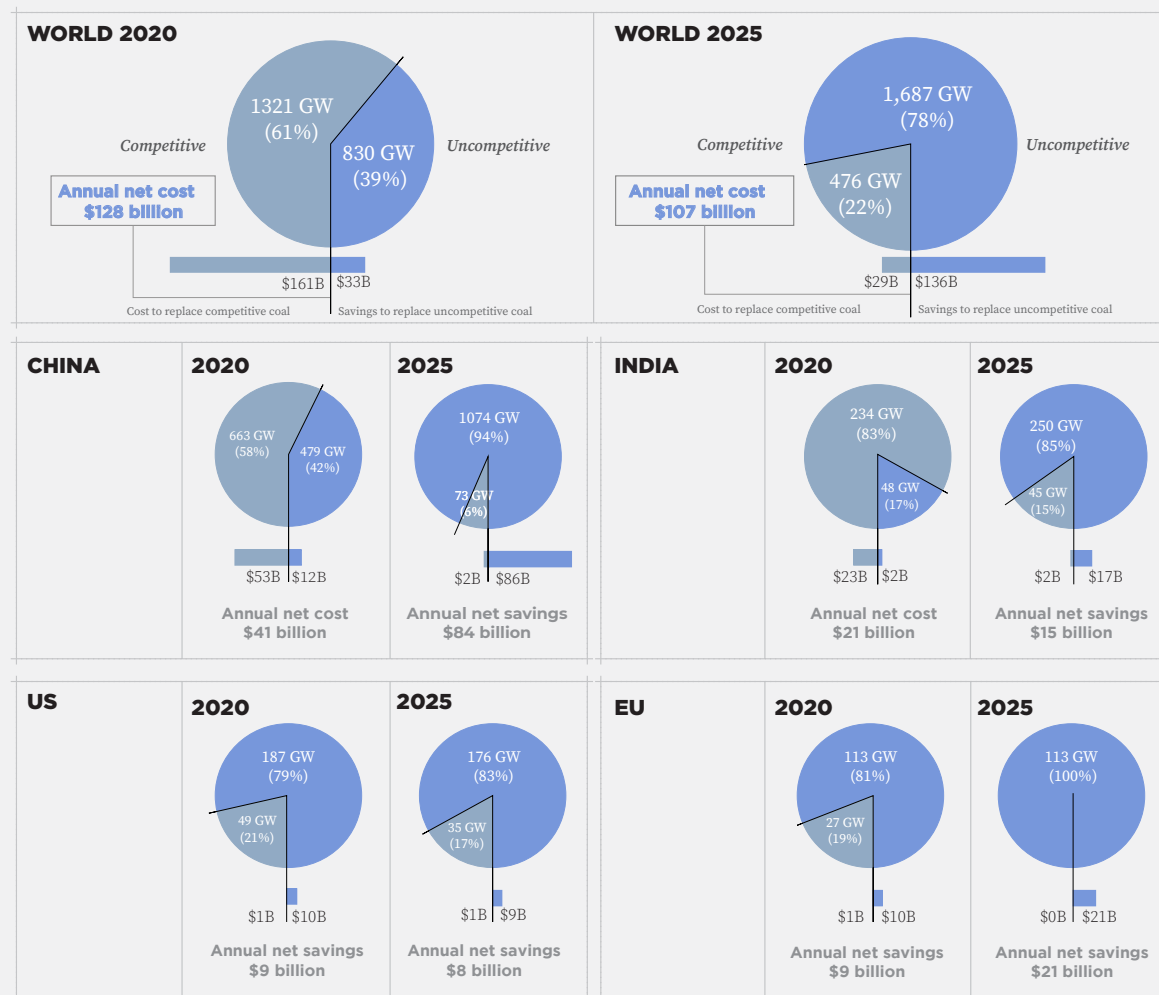 WORLD 2020
1321 GW
(61%)
830 GW
(39%)
Competitive
Uncompetitive
Annual net cost
$128 billion
$161B
$33B
Cost to replace competitive coal
Savings to replace uncompetitive coal
WORLD 2025
1,687 GW
(78%)
476 GW
(22%)
Competitive
Uncompetitive
Annual net cost
$107 billion
$29B
$136B
Cost to replace competitive coal
Savings to replace uncompetitive coal
CHINA
2020
663 GW
(58%)
479 GW
(42%)
$53B
$12B
Annual net cost
$41 billion
2025
1074 GW
(94%)
73 GW
(6%)
$2B
$86B
Annual net savings
$84 billion
INDIA
2020
234 GW
(83%)
48 GW
(17%)
$23B
$2B
Annual net cost
$21 billion
2025
250 GW
(85%)
45 GW
(15%)
$2B
$17B
Annual net savings
$15 billion
US
2020
187 GW
(79%)
49 GW
(21%)
$1B
$10B
Annual net savings
$9 billion
2025
176 GW
(83%)
35 GW
(17%)
$1B
$9B
Annual net savings
$8 billion
EU
2020
113 GW
(81%)
27 GW
(19%)
$1B
$10B
Annual net savings
$9 billion
2025
113 GW
(100%)
$0B
$21B
Annual net savings
$21 billion